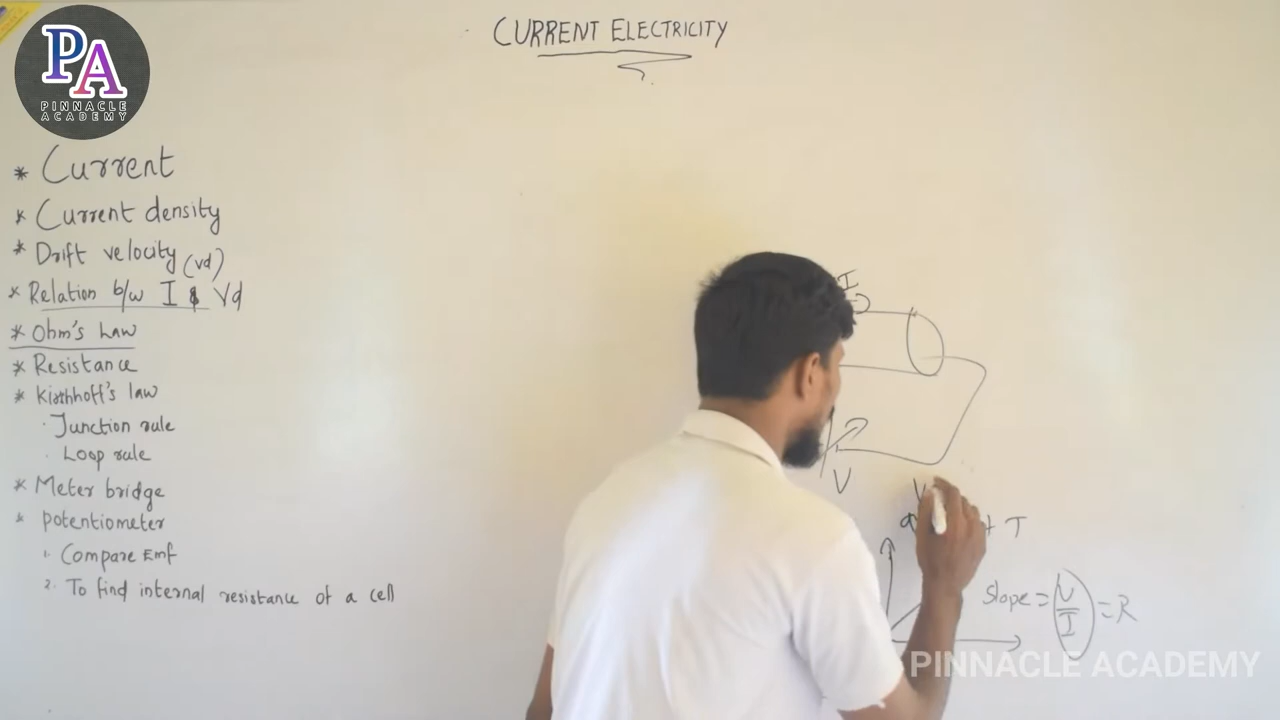 CURRENT ELECTRICITY
PA
PINNACLE
ACADEMY
* Current
* Current density
* Drift velocity (vd)
* Relation b/w I & Vd
* Ohm's Law
* Resistance
* Kirchhoff's law
· Junction rule
· Loop rule
* Meter bridge
* potentiometer
1. Compare Emf
2. To find internal resistance of a cell
I
V
V
T
Slope = V/I = R
PINNACLE ACADEMY